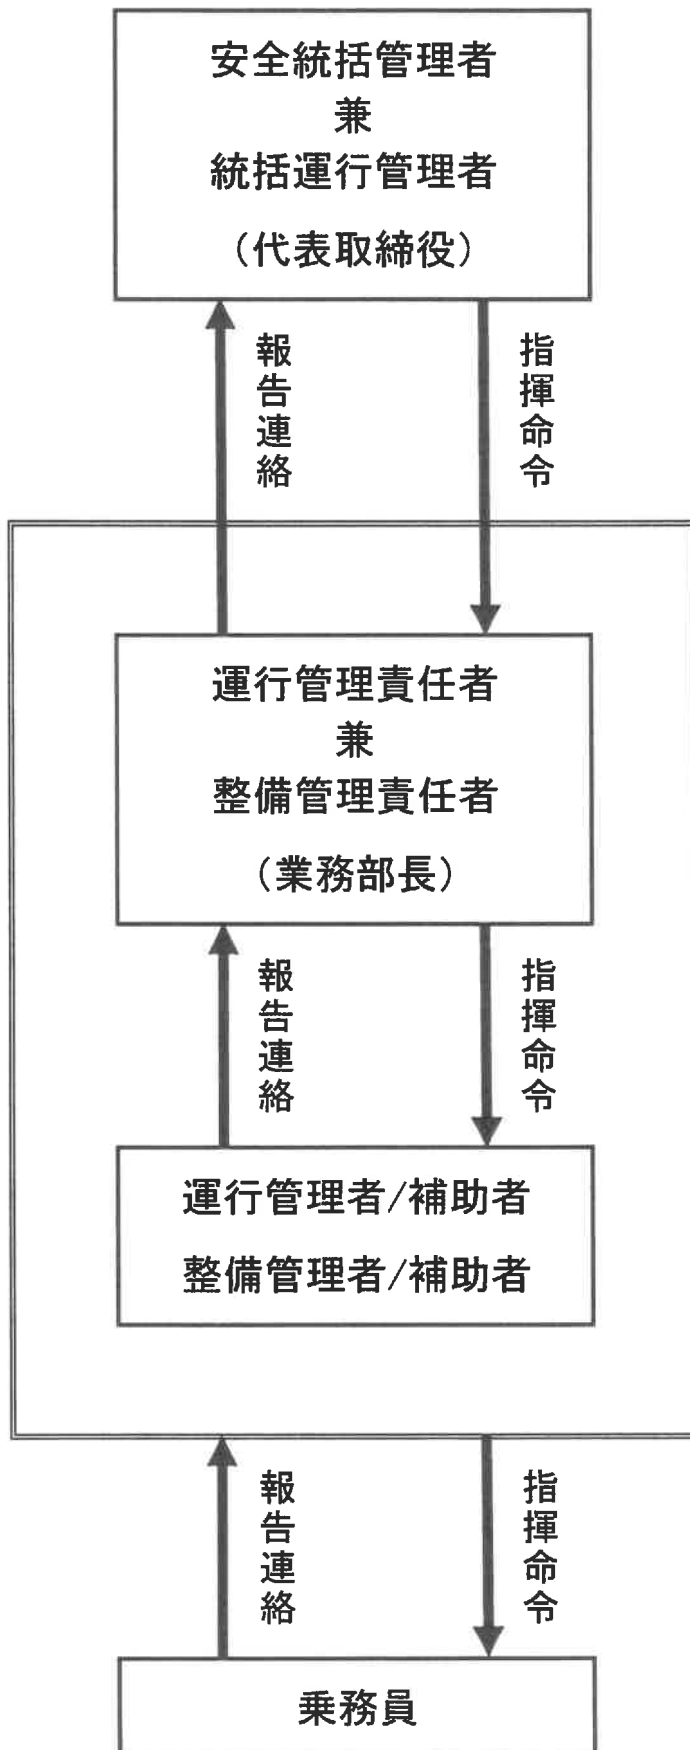 安全統括管理者
兼
統括運行管理者
（代表取締役）
報告連絡
指揮命令
運行管理責任者
兼
整備管理責任者
（業務部長）
報告連絡
指揮命令
運行管理者/補助者
整備管理者/補助者
報告連絡
指揮命令
乗務員